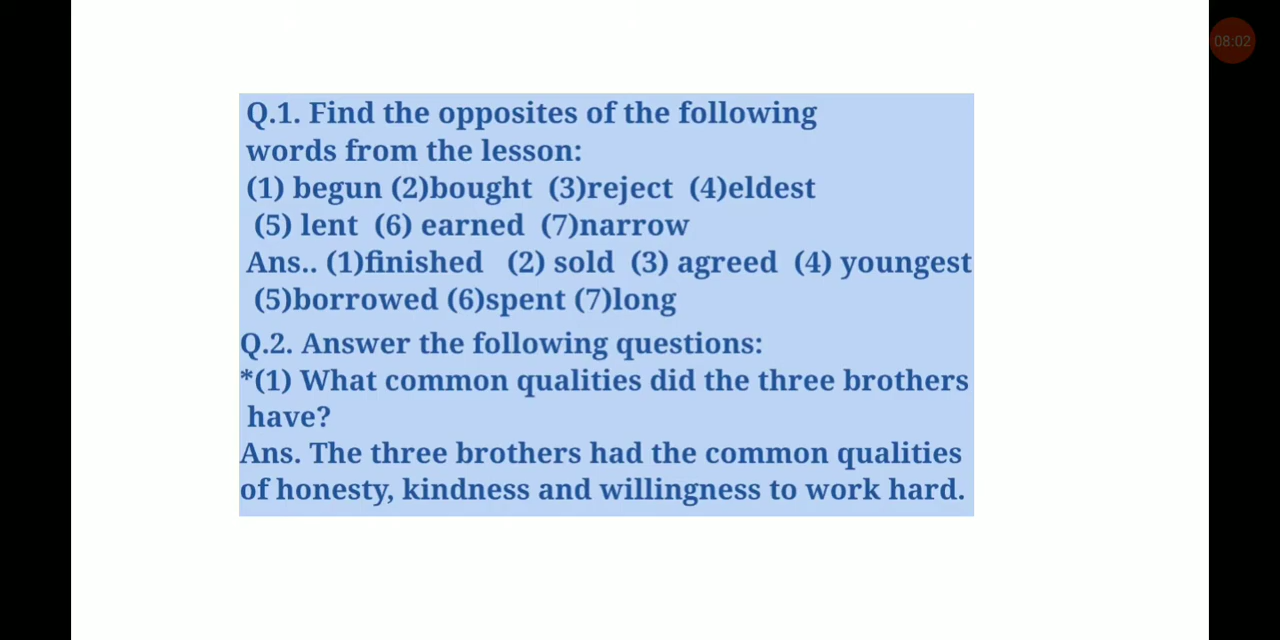 08:02
Q.1. Find the opposites of the following
words from the lesson:
(1) begun (2)bought (3)reject (4)eldest
(5) lent (6) earned (7)narrow
Ans.. (1)finished (2) sold (3) agreed (4) youngest
(5)borrowed (6)spent (7)long
Q.2. Answer the following questions:
*(1) What common qualities did the three brothers
have?
Ans. The three brothers had the common qualities
of honesty, kindness and willingness to work hard.